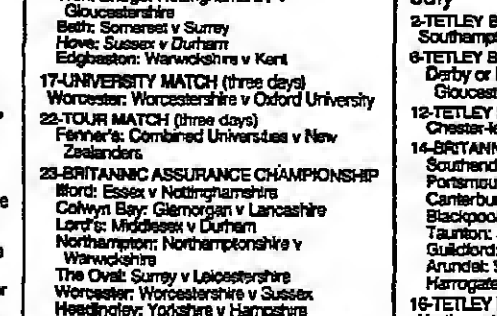 Gloucestershire
Bath: Somerset v Surrey
Hove: Sussex v Durham
Edgbaston: Warwickshire v Kent
17-UNIVERSITY MATCH (three days)
Worcester: Worcestershire v Oxford University
22-TOUR MATCH (three days)
Fenner's: Combined Universities v New
Zealanders
23-BRITANNIC ASSURANCE CHAMPIONSHIP
Ilford: Essex v Nottinghamshire
Colwyn Bay: Glamorgan v Lancashire
Lord's: Middlesex v Durham
Northampton: Northamptonshire v
Warwickshire
The Oval: Surrey v Leicestershire
Worcester: Worcestershire v Sussex
Headingley: Yorkshire v Hampshire
2-TETLEY B
Southampt
6-TETLEY B
Derby or
Gloucest
12-TETLEY
Chester-le
14-BRITANN
Southend
Portsmou
Canterbur
Blackpoo
Taunton:
Guildford:
Arundel:
Harrogate
16-TETLEY